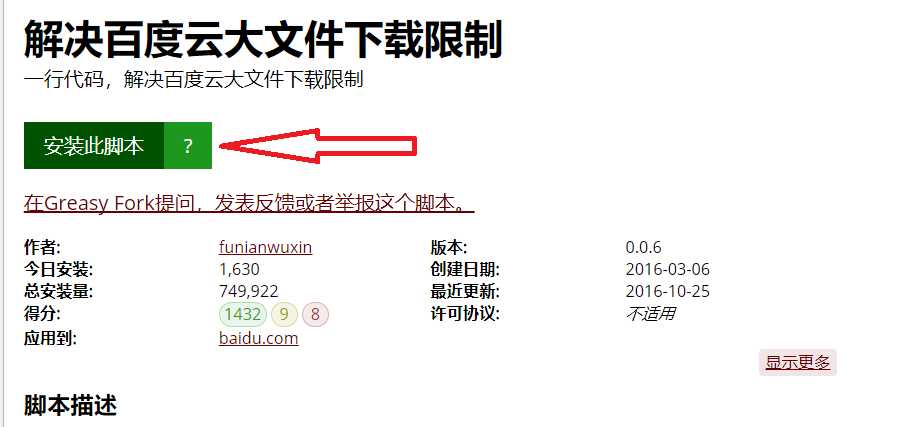 解决百度云大文件下载限制
一行代码，解决百度云大文件下载限制
安装此脚本 ?
在Greasy Fork提问，发表反馈或者举报这个脚本。
作者: funianwuxin 版本: 0.0.6
今日安装: 1,630 创建日期: 2016-03-06
总安装量: 749,922 最近更新: 2016-10-25
得分: 1432 9 8 许可协议: 不适用
应用到: baidu.com
显示更多
脚本描述